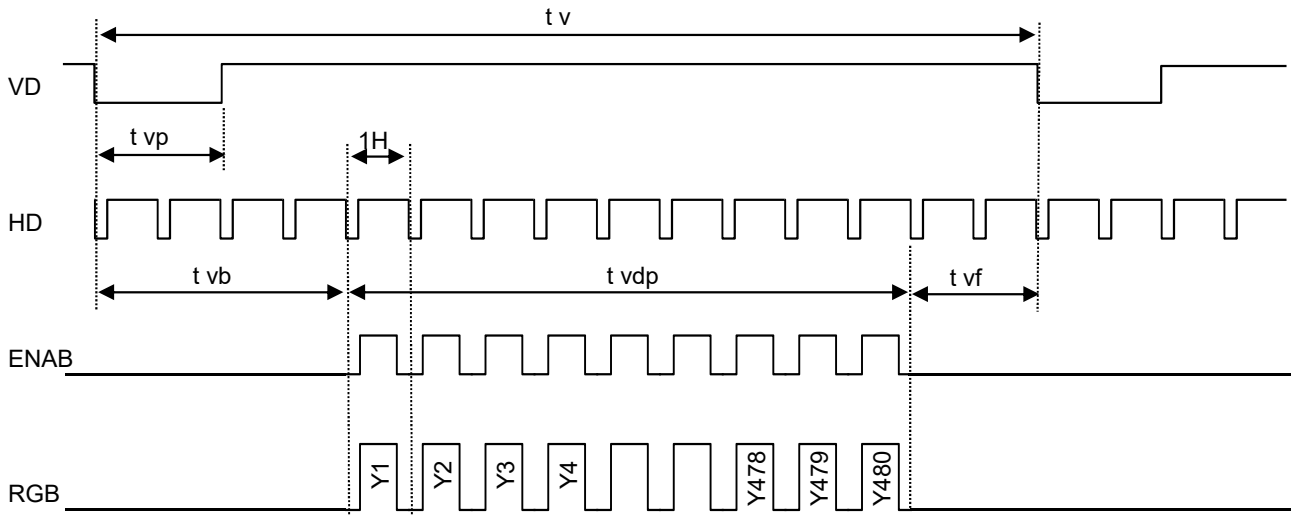 t v
VD
t vp
1H
HD
t vb
t vdp
t vf
ENAB
RGB
Y1
Y2
Y3
Y4
Y478
Y479
Y480